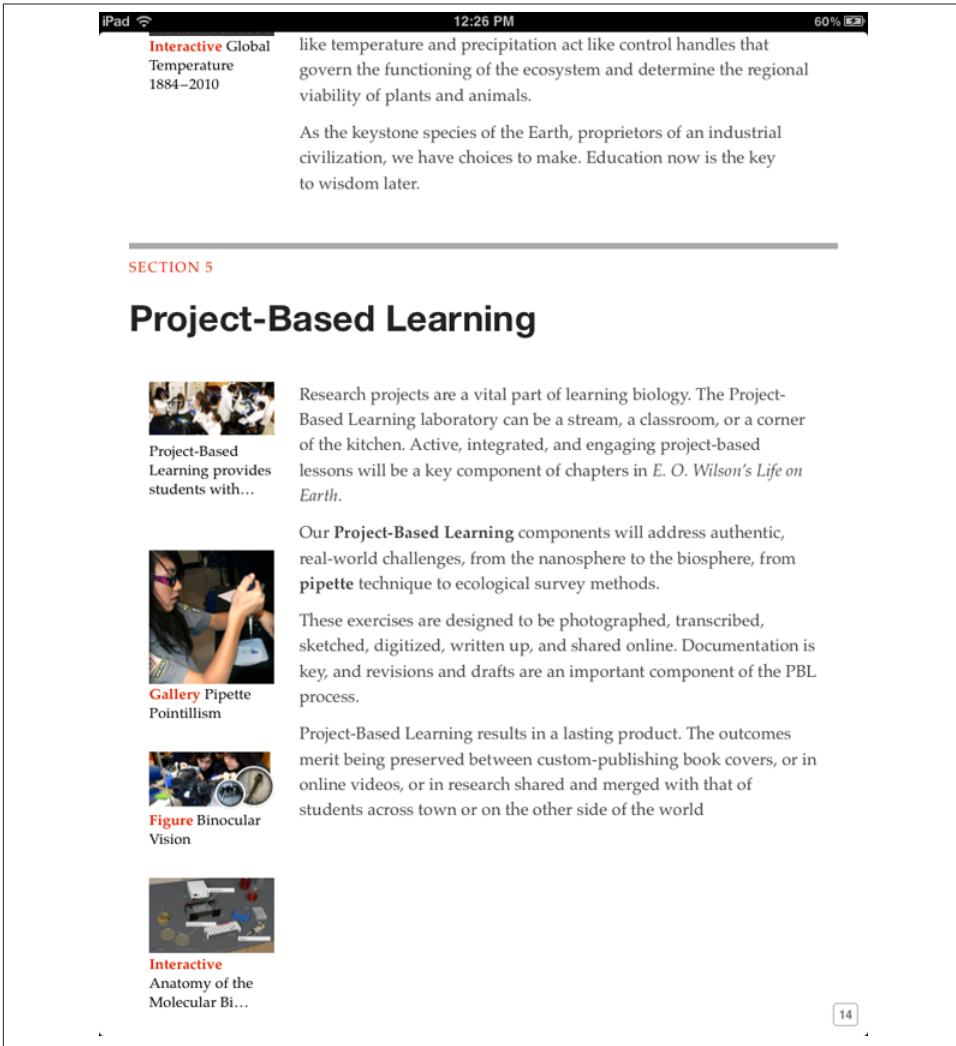 iPad
12:26 PM
60%
Interactive Global
Temperature
1884–2010
like temperature and precipitation act like control handles that
govern the functioning of the ecosystem and determine the regional
viability of plants and animals.
As the keystone species of the Earth, proprietors of an industrial
civilization, we have choices to make. Education now is the key
to wisdom later.
SECTION 5
Project-Based Learning
Project-Based
Learning provides
students with…
Gallery Pipette
Pointillism
Figure Binocular
Vision
Interactive
Anatomy of the
Molecular Bi…
Research projects are a vital part of learning biology. The Project-
Based Learning laboratory can be a stream, a classroom, or a corner
of the kitchen. Active, integrated, and engaging project-based
lessons will be a key component of chapters in E. O. Wilson’s Life on
Earth.
Our Project-Based Learning components will address authentic,
real-world challenges, from the nanosphere to the biosphere, from
pipette technique to ecological survey methods.
These exercises are designed to be photographed, transcribed,
sketched, digitized, written up, and shared online. Documentation is
key, and revisions and drafts are an important component of the PBL
process.
Project-Based Learning results in a lasting product. The outcomes
merit being preserved between custom-publishing book covers, or in
online videos, or in research shared and merged with that of
students across town or on the other side of the world
14